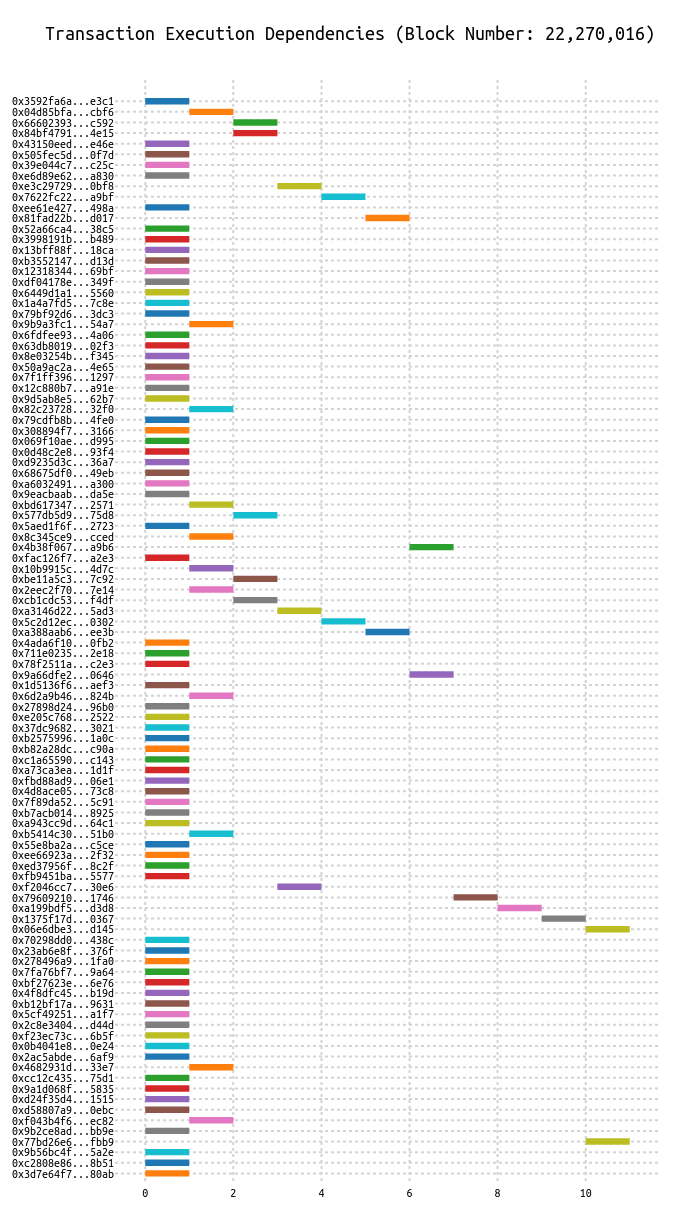 Transaction Execution Dependencies (Block Number: 22,270,016)
0x3592fa6a...e3c1
0x04d85bfa...cbf6
0x66602393...c592
0x84bf4791...4e15
0x43150eed...e46e
0x505fec5d...0f7d
0x39e044c7...c25c
0xe6d89e62...a830
0xe3c29729...0bf8
0x7622fc22...a9bf
0xee61e427...498a
0x81fad22b...d017
0x52a66ca4...38c5
0x3998191b...b489
0x13bff88f...18ca
0xb3552147...d13d
0x12318344...69bf
0xdf04178e...349f
0x6449d1a1...5560
0x1a4a7fd5...7c8e
0x79bf92d6...3dc3
0x9b9a3fc1...54a7
0x6fdfee93...4a06
0x63db8019...02f3
0x8e03254b...f345
0x50a9ac2a...4e65
0x7f1ff396...1297
0x12c880b7...a91e
0x9d5ab8e5...62b7
0x82c23728...32f0
0x79cdfb8b...4fe0
0x308894f7...3166
0x069f10ae...d995
0x0d48c2e8...93f4
0xd9235d3c...36a7
0x68675df0...49eb
0xa6032491...a300
0x9eacbaab...da5e
0xbd617347...2571
0x577db5d9...75d8
0x5aed1f6f...2723
0x8c345ce9...cced
0x4b38f067...a9b6
0xfac126f7...a2e3
0x10b9915c...4d7c
0xbe11a5c3...7c92
0x2eec2f70...7e14
0xcb1cdc53...f4df
0xa3146d22...5ad3
0x5c2d12ec...0302
0xa388aab6...ee3b
0x4ada6f10...0fb2
0x711e0235...2e18
0x78f2511a...c2e3
0x9a66dfe2...0646
0x1d5136f6...aef3
0x6d2a9b46...824b
0x27898d24...96b0
0xe205c768...2522
0x37dc9682...3021
0xb2575996...1a0c
0xb82a28dc...c90a
0xc1a65590...c143
0xa73ca3ea...1d1f
0xfbd88ad9...06e1
0x4d8ace05...73c8
0x7f89da52...5c91
0xb7acb014...8925
0xa943cc9d...64c1
0xb5414c30...51b0
0x55e8ba2a...c5ce
0xee66923a...2f32
0xed37956f...8c2f
0xfb9451ba...5577
0xf2046cc7...30e6
0x79609210...1746
0xa199bdf5...d3d8
0x1375f17d...0367
0x06e6dbe3...d145
0x70298dd0...438c
0x23ab6e8f...376f
0x278496a9...1fa0
0x7fa76bf7...9a64
0xbf27623e...6e76
0x4f8dfc45...b19d
0xb12bf17a...9631
0x5cf49251...a1f7
0x2c8e3404...d44d
0xf23ec73c...6b5f
0x0b4041e8...0e24
0x2ac5abde...6af9
0x4682931d...33e7
0xcc12c435...75d1
0x9a1d068f...5835
0xd24f35d4...1515
0xd58807a9...0ebc
0xf043b4f6...ec82
0x9b2ce8ad...bb9e
0x77bd26e6...fbb9
0x9b56bc4f...5a2e
0xc2808e86...8b51
0x3d7e64f7...80ab
0 2 4 6 8 10